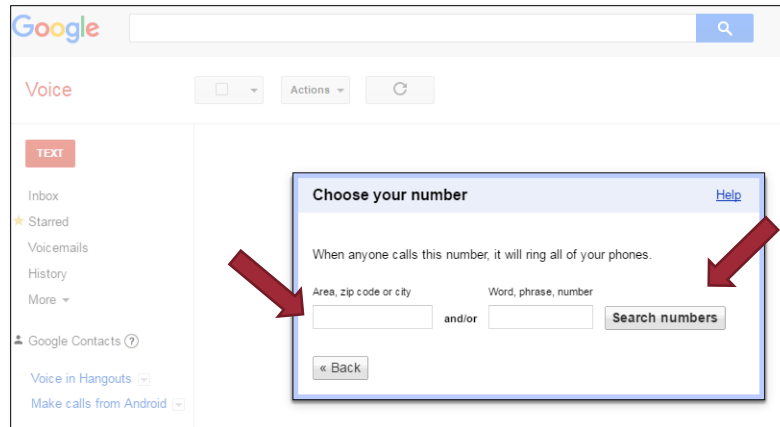 Google
Voice
Actions
TEXT
Inbox
Starred
Voicemails
History
More
Google Contacts (?)
Voice in Hangouts
Make calls from Android
Choose your number
Help
When anyone calls this number, it will ring all of your phones.
Area, zip code or city
Word, phrase, number
and/or
Search numbers
« Back